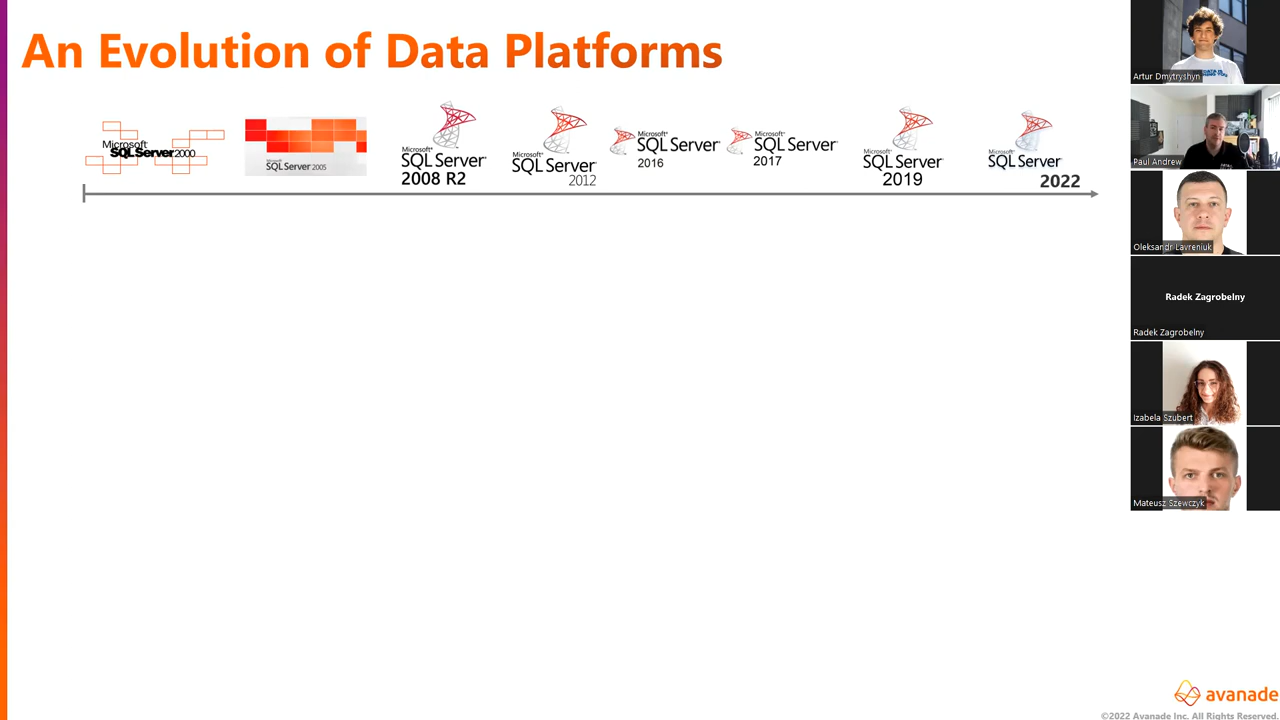 An Evolution of Data Platforms
Microsoft
SQL Server 2000
Microsoft
SQL Server 2005
Microsoft
SQL Server
2008 R2
Microsoft
SQL Server
2012
Microsoft
SQL Server
2016
Microsoft
SQL Server
2017
Microsoft
SQL Server
2019
Microsoft
SQL Server
2022
Artur Dmytryshyn
Paul Andrew
Oleksandr Lavreniuk
Radek Zagrobelny
Radek Zagrobelny
Izabela Szubert
Mateusz Szewczyk
avanade
©2022 Avanade Inc. All Rights Reserved.